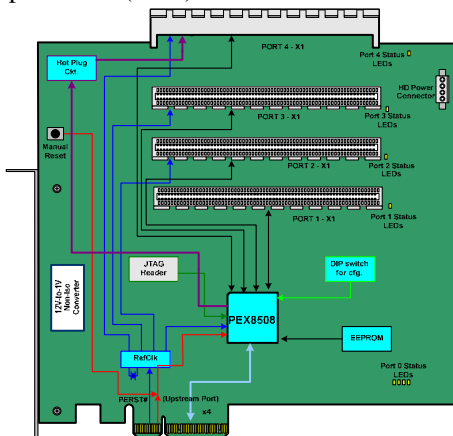 PORT 4 - X1
Hot Plug
Ckt.
Port 4 Status
LEDs
HD Power
Connector
PORT 3 - X1
Port 3 Status
LEDs
Manual
Reset
PORT 2 - X1
Port 2 Status
LEDs
PORT 1 - X1
Port 1 Status
LEDs
JTAG
Header
DIP switch
for cfg.
12V-to-1V
Non-Iso
Converter
PEX8508
EEPROM
RefClk
Port 0 Status
LEDs
PERST#
(Upstream Port)
x4